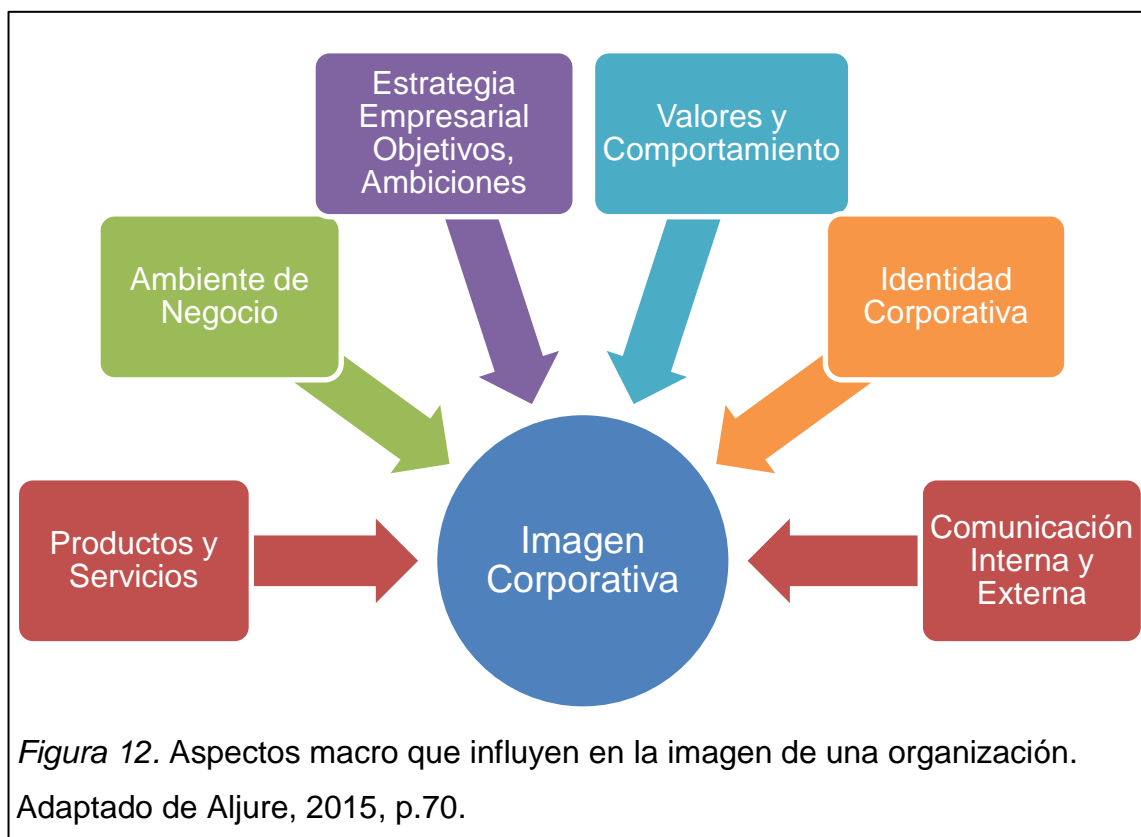 Estrategia
Empresarial
Objetivos,
Ambiciones
Valores y
Comportamiento
Ambiente de
Negocio
Identidad
Corporativa
Productos y
Servicios
Imagen
Corporativa
Comunicación
Interna y
Externa
Figura 12. Aspectos macro que influyen en la imagen de una organización.
Adaptado de Aljure, 2015, p.70.